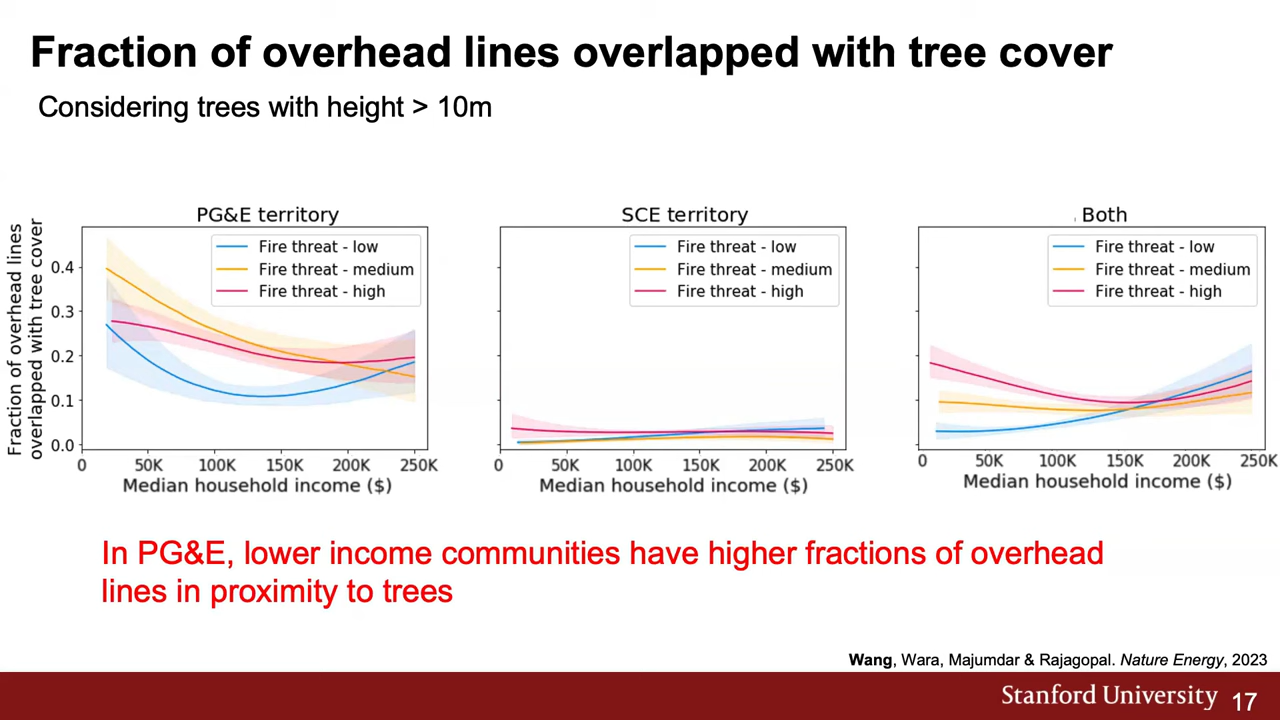 Fraction of overhead lines overlapped with tree cover
Considering trees with height > 10m
PG&E territory
Fraction of overhead lines
overlapped with tree cover
0.4
0.3
0.2
0.1
0.0
Fire threat - low
Fire threat - medium
Fire threat - high
0 50K 100K 150K 200K 250K
Median household income ($)
SCE territory
Fire threat - low
Fire threat - medium
Fire threat - high
0 50K 100K 150K 200K 250K
Median household income ($)
Both
Fire threat - low
Fire threat - medium
Fire threat - high
0 50K 100K 150K 200K 250K
Median household income ($)
In PG&E, lower income communities have higher fractions of overhead
lines in proximity to trees
Wang, Wara, Majumdar & Rajagopal. Nature Energy, 2023
Stanford University 17